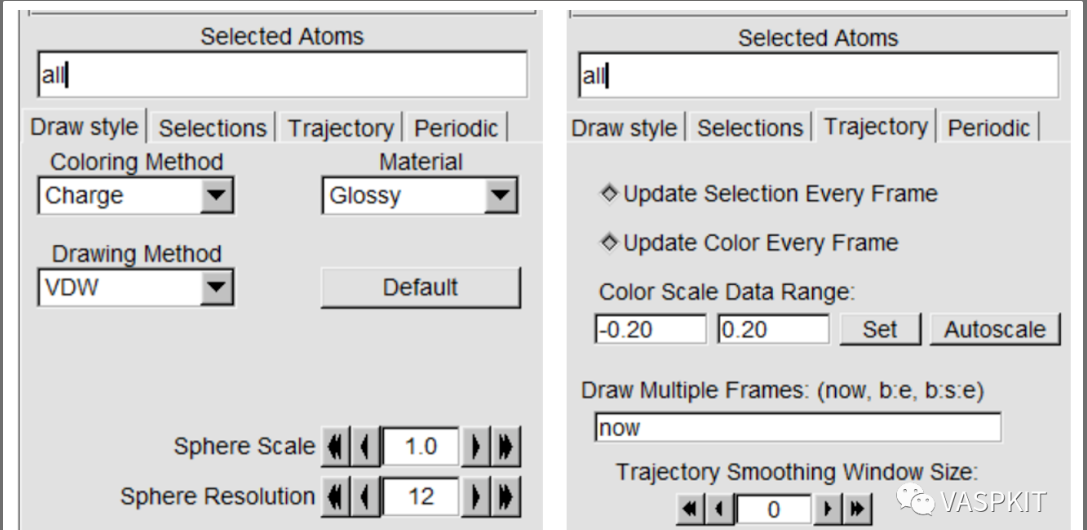 Selected Atoms
all
Draw style Selections Trajectory Periodic
Coloring Method Material
Charge Glossy
Drawing Method
VDW Default
Sphere Scale 1.0
Sphere Resolution 12
Selected Atoms
all
Draw style Selections Trajectory Periodic
Update Selection Every Frame
Update Color Every Frame
Color Scale Data Range:
-0.20 0.20 Set Autoscale
Draw Multiple Frames: (now, b:e, b:s:e)
now
Trajectory Smoothing Window Size:
0
VASPKIT